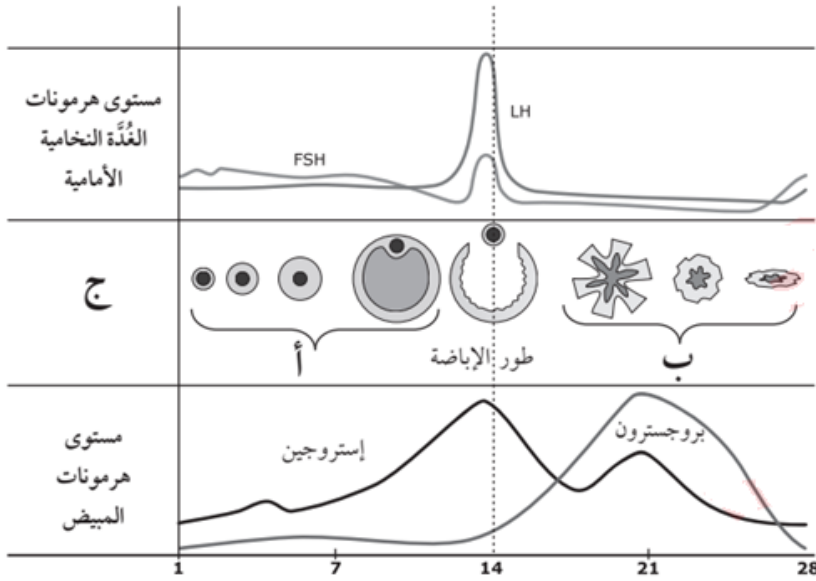 مستوى هرمونات
الغُدَّة النخامية
الأمامية
FSH
LH
ج
أ
طور الإباضة
ب
مستوى
هرمونات
المبيض
إستروجين
بروجسترون
1 7 14 21 28